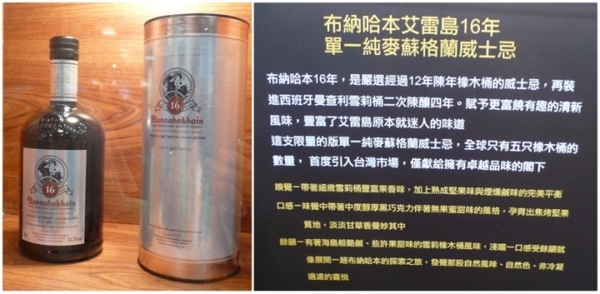 16
Bunnahabhain
16
Bunnahabhain
布納哈本艾雷島16年
單一純麥蘇格蘭威士忌
布納哈本16年，是嚴選經過12年陳年橡木桶的威士忌，再裝
進西班牙曼查利雪莉桶二次陳釀四年。賦予更富饒有趣的清新
風味，豐富了艾雷島原本就迷人的味道
這支限量的版單一純麥蘇格蘭威士忌，全球只有五只橡木桶的
數量， 首度引入台灣市場，僅獻給擁有卓越品味的閣下
嗅覺－帶著細緻雪莉桶豐富果香味，加上熟成堅果味與煙燻鹹味的完美平衡
口感－味覺中帶著中度醇厚黑巧克力伴著無果蜜甜味的風格，孕育出焦烤堅果
質地，淡淡甘草香曼妙其中
餘韻－有著海島般鹽鹹、些許果甜味的雪莉橡木桶風味，淺嚐一口感受餘韻就
像展開一趟布納哈本的探索之旅，發覺那股自然風味、自然色、非冷凝
過濾的喜悅